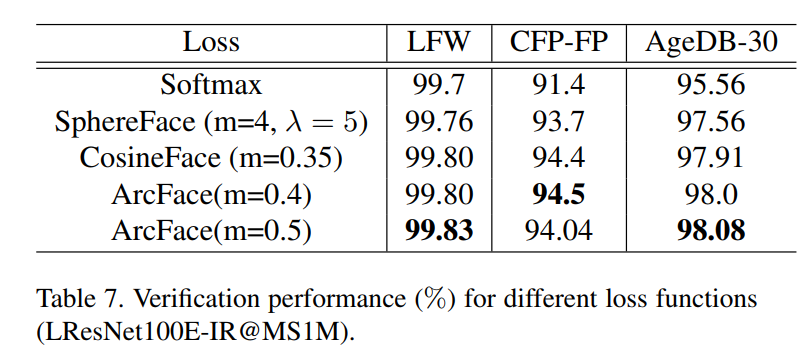 Loss LFW CFP-FP AgeDB-30
Softmax 99.7 91.4 95.56
SphereFace (m=4, λ = 5) 99.76 93.7 97.56
CosineFace (m=0.35) 99.80 94.4 97.91
ArcFace(m=0.4) 99.80 94.5 98.0
ArcFace(m=0.5) 99.83 94.04 98.08
Table 7. Verification performance (%) for different loss functions
(LResNet100E-IR@MS1M).